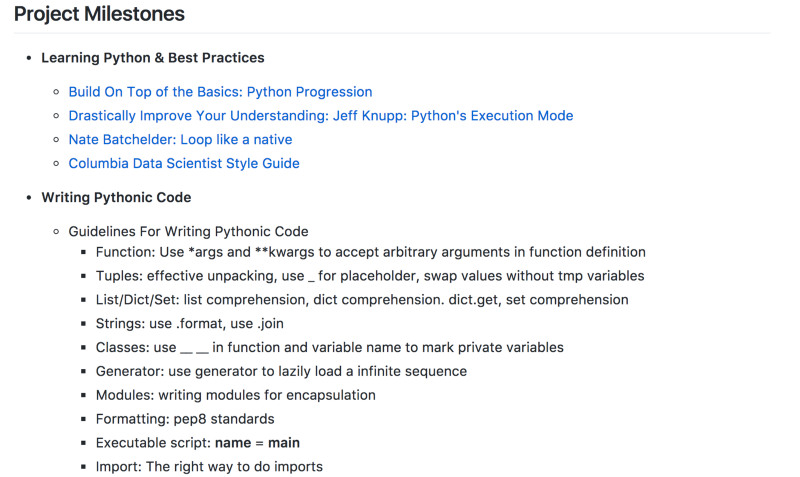 Project Milestones
Learning Python & Best Practices
Build On Top of the Basics: Python Progression
Drastically Improve Your Understanding: Jeff Knupp: Python's Execution Mode
Nate Batchelder: Loop like a native
Columbia Data Scientist Style Guide
Writing Pythonic Code
Guidelines For Writing Pythonic Code
Function: Use *args and **kwargs to accept arbitrary arguments in function definition
Tuples: effective unpacking, use _ for placeholder, swap values without tmp variables
List/Dict/Set: list comprehension, dict comprehension. dict.get, set comprehension
Strings: use .format, use .join
Classes: use __ __ in function and variable name to mark private variables
Generator: use generator to lazily load a infinite sequence
Modules: writing modules for encapsulation
Formatting: pep8 standards
Executable script: name = main
Import: The right way to do imports